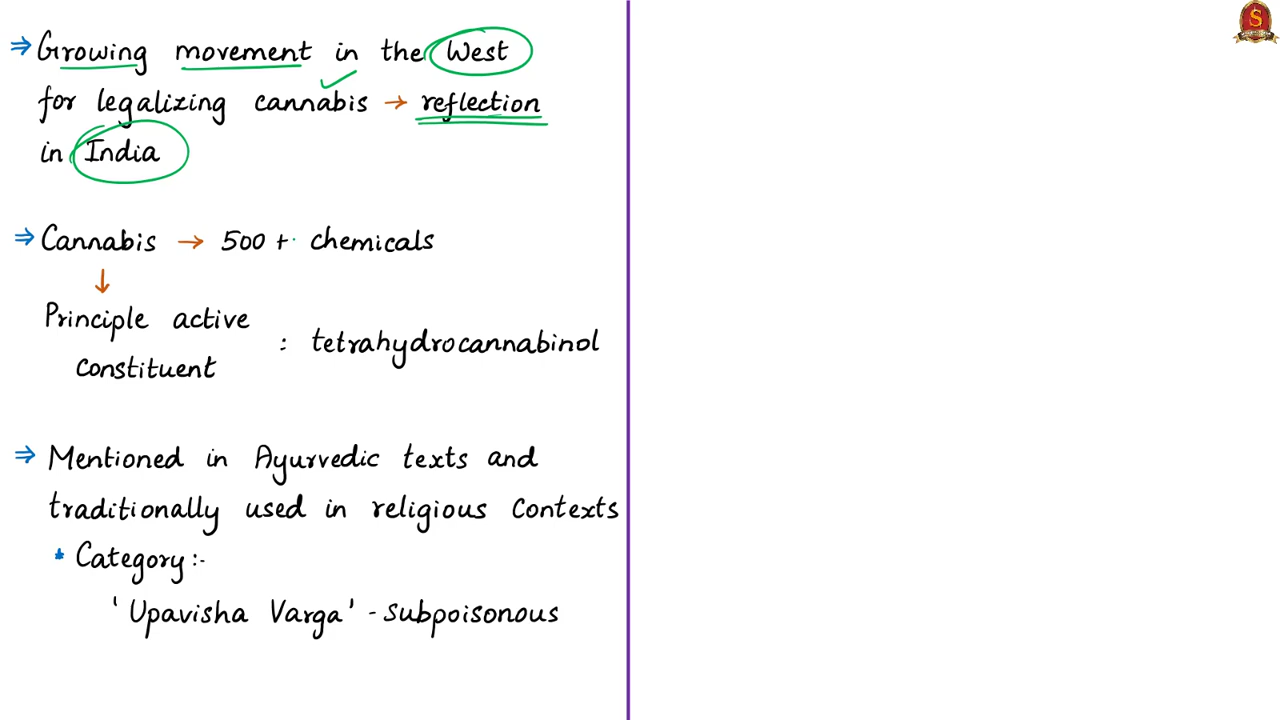 ⇒ Growing movement in the West
for legalizing cannabis → reflection
in India
⇒ Cannabis → 500 + chemicals
↓
Principle active
constituent : tetrahydrocannabinol
⇒ Mentioned in Ayurvedic texts and
traditionally used in religious contexts
* Category :-
'Upavisha Varga' - subpoisonous
S